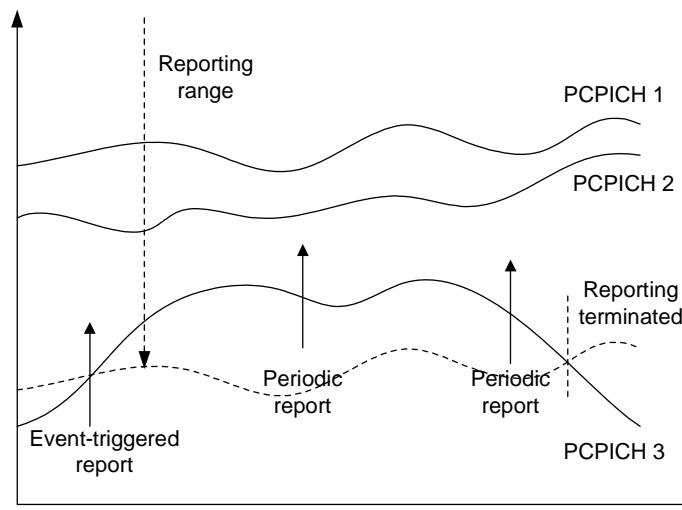 Reporting
range
PCPICH 1
PCPICH 2
Reporting
terminated
Periodic
report
Periodic
report
Event-triggered
report
PCPICH 3